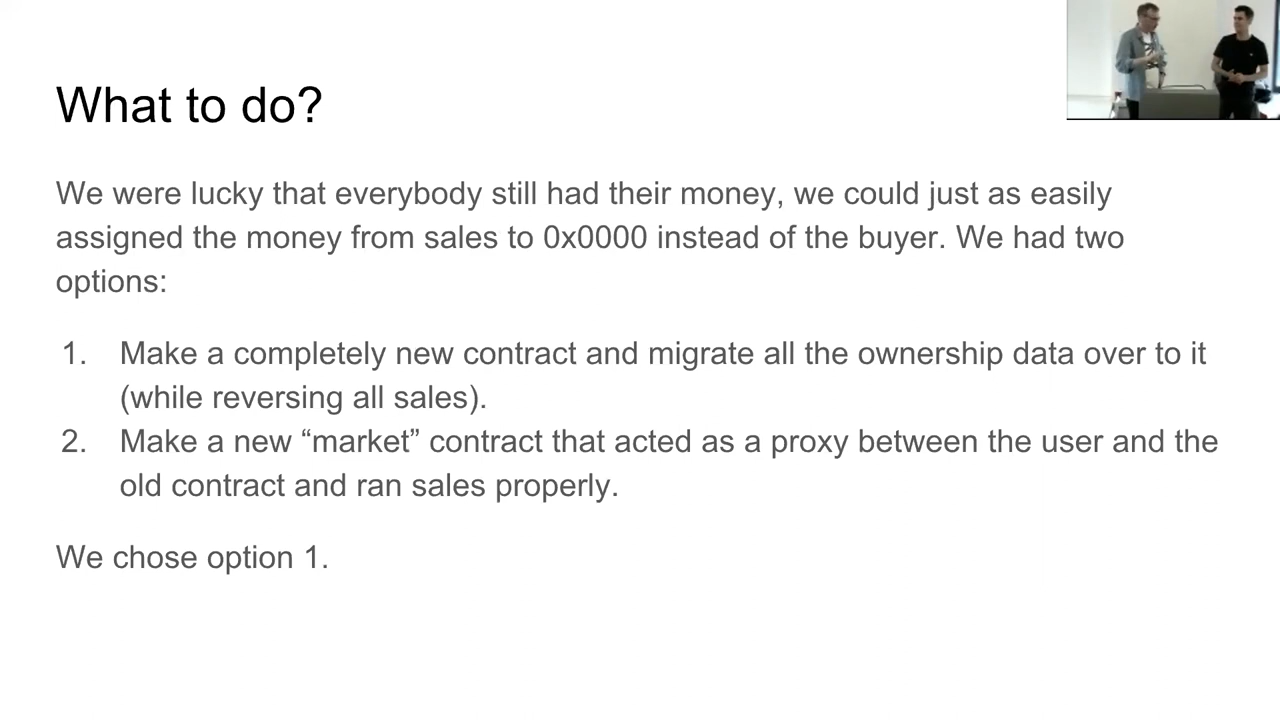 What to do?
We were lucky that everybody still had their money, we could just as easily
assigned the money from sales to 0x0000 instead of the buyer. We had two
options:
1. Make a completely new contract and migrate all the ownership data over to it
(while reversing all sales).
2. Make a new “market” contract that acted as a proxy between the user and the
old contract and ran sales properly.
We chose option 1.